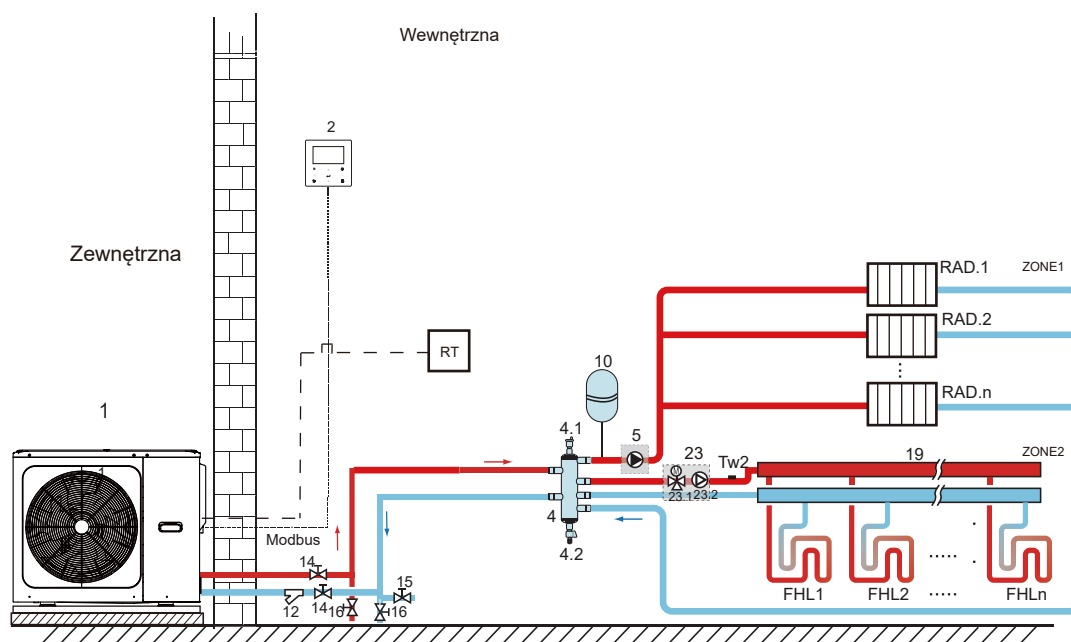 Wewnętrzna
2
Zewnętrzna
RAD.1
ZONE1
RAD.2
RT
10
RAD.n
1
4.1
5
23
M
Tw2
19
ZONE2
1
23.1
23.2
4
4.2
Modbus
14
15
12
14
16
16
FHL1
FHL2
FHLn